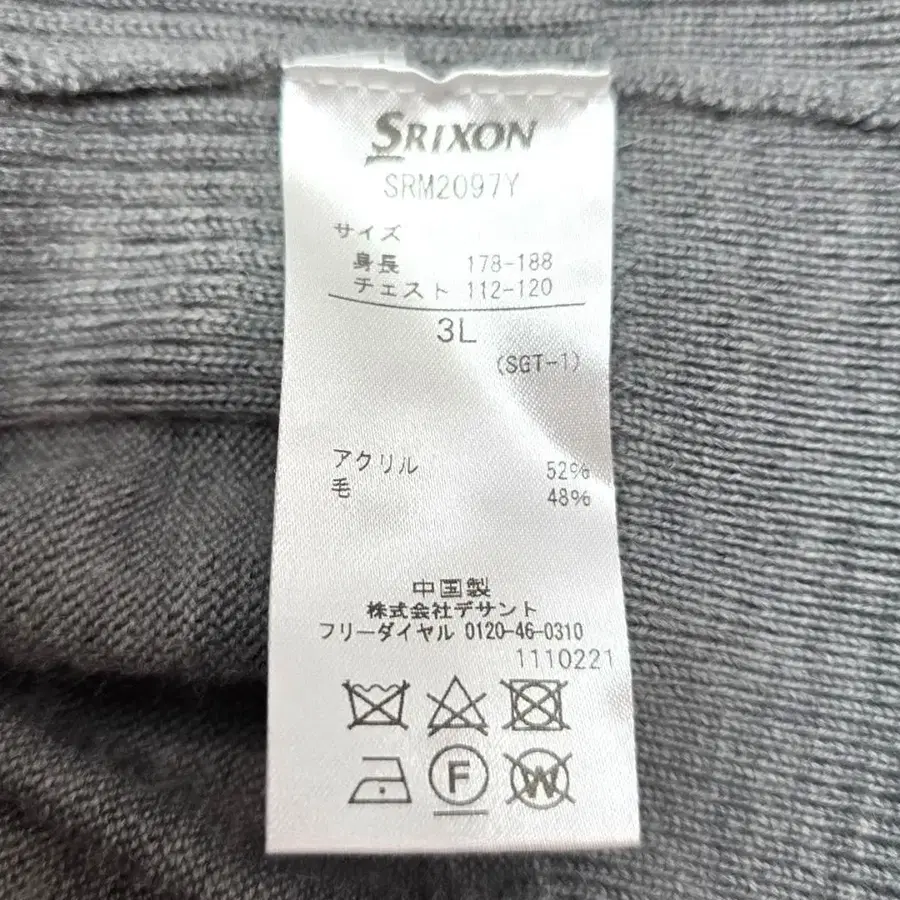 SRIXON
SRM2097Y
サイズ
身長 178-188
チェスト 112-120
3L
(SGT-1)
アクリル 52%
毛 48%
中国製
株式会社デサント
フリーダイヤル 0120-46-0310
1110221
F W